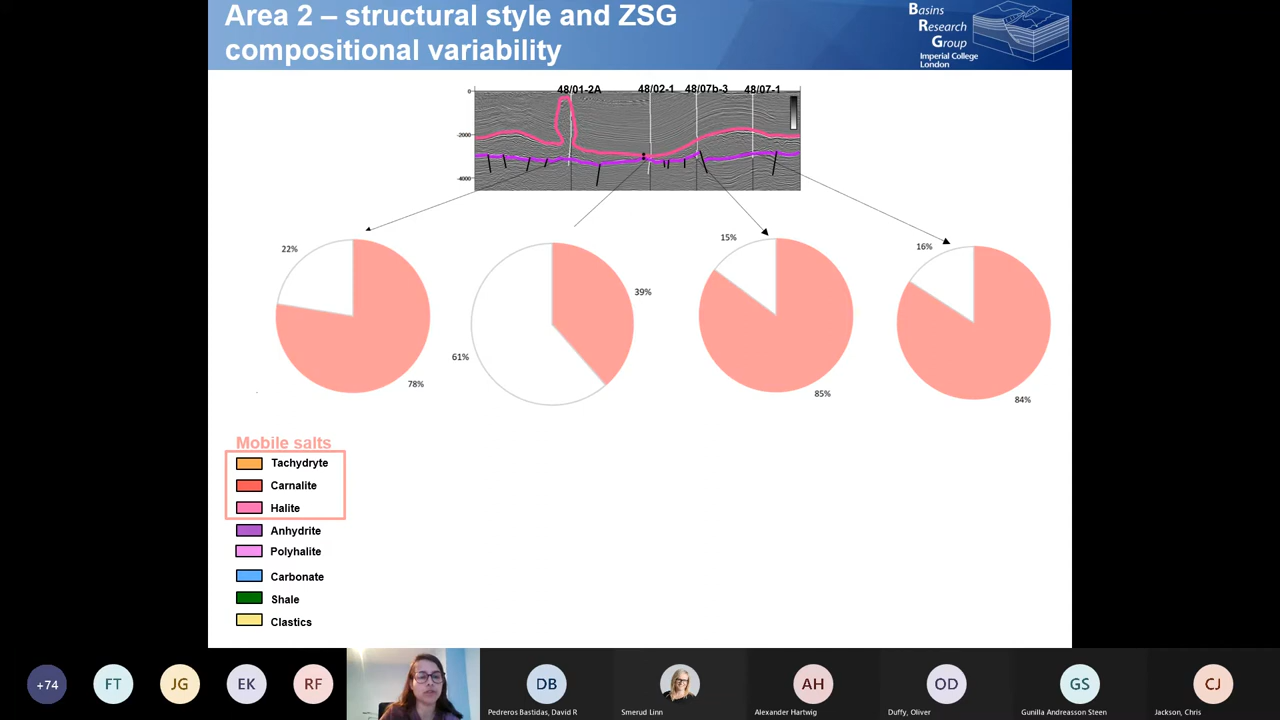 Area 2 – structural style and ZSG
compositional variability
Basins
Research
Group
Imperial College
London
48/01-2A
48/02-1
48/07b-3
48/07-1
0
-2000
-4000
22%
78%
39%
61%
15%
85%
16%
84%
Mobile salts
Tachydryte
Carnalite
Halite
Anhydrite
Polyhalite
Carbonate
Shale
Clastics
+74
FT
JG
EK
RF
DB
Pedreros Bastidas, David R
Smerud Linn
AH
Alexander Hartwig
OD
Duffy, Oliver
GS
Gunilla Andreasson Steen
CJ
Jackson, Chris